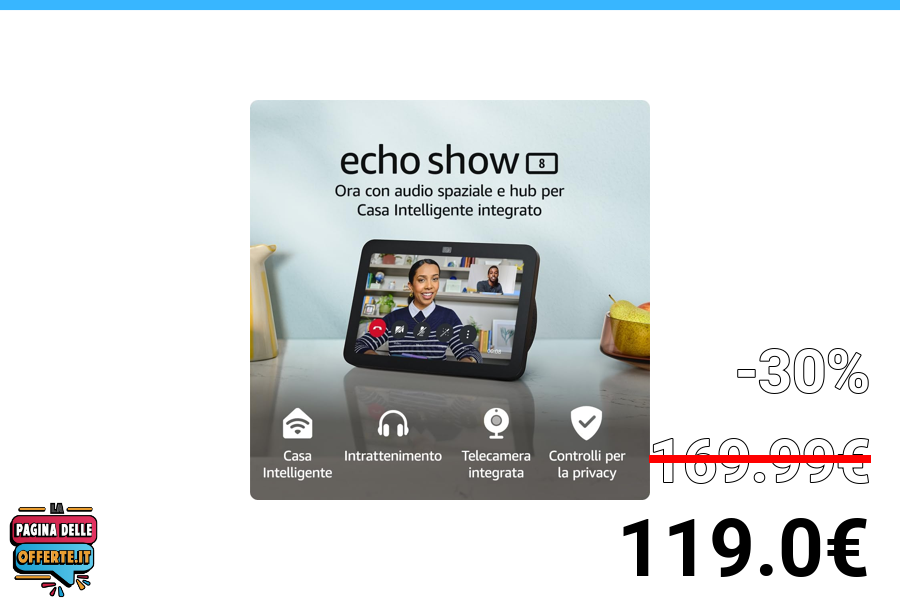 echo show 8
Ora con audio spaziale e hub per
Casa Intelligente integrato
Casa
Intelligente
Intrattenimento
Telecamera
integrata
Controlli per
la privacy
-30%
169.99€
119.0€
LA
PAGINA DELLE
OFFERTE.IT